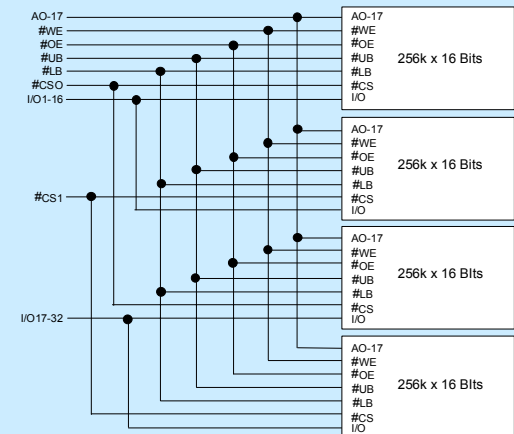 AO-17
#WE
#OE
#UB
#LB
#CSO
I/O1-16
#CS1
I/O17-32
AO-17
#WE
#OE
#UB
#LB
#CS
I/O
256k x 16 Bits
AO-17
#WE
#OE
#UB
#LB
#CS
I/O
256k x 16 Bits
AO-17
#WE
#OE
#UB
#LB
#CS
I/O
256k x 16 BIts
AO-17
#WE
#OE
#UB
#LB
#CS
I/O
256k x 16 BIts